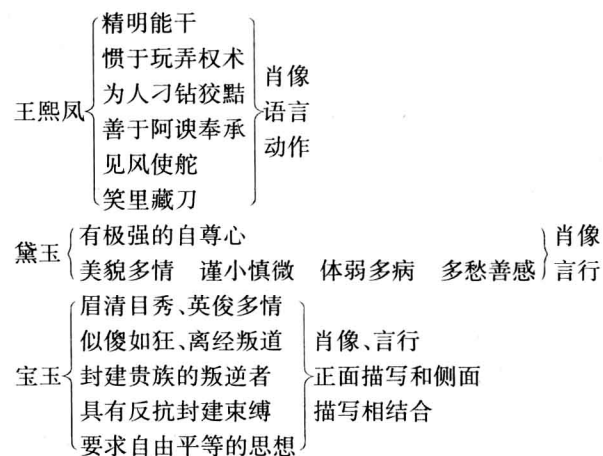 王熙凤
精明能干
惯于玩弄权术
为人刁钻狡黠
善于阿谀奉承
见风使舵
笑里藏刀
肖像
语言
动作
黛玉
有极强的自尊心
美貌多情 谨小慎微 体弱多病 多愁善感
肖像
言行
宝玉
眉清目秀、英俊多情
似傻如狂、离经叛道
封建贵族的叛逆者
具有反抗封建束缚
要求自由平等的思想
肖像、言行
正面描写和侧面
描写相结合